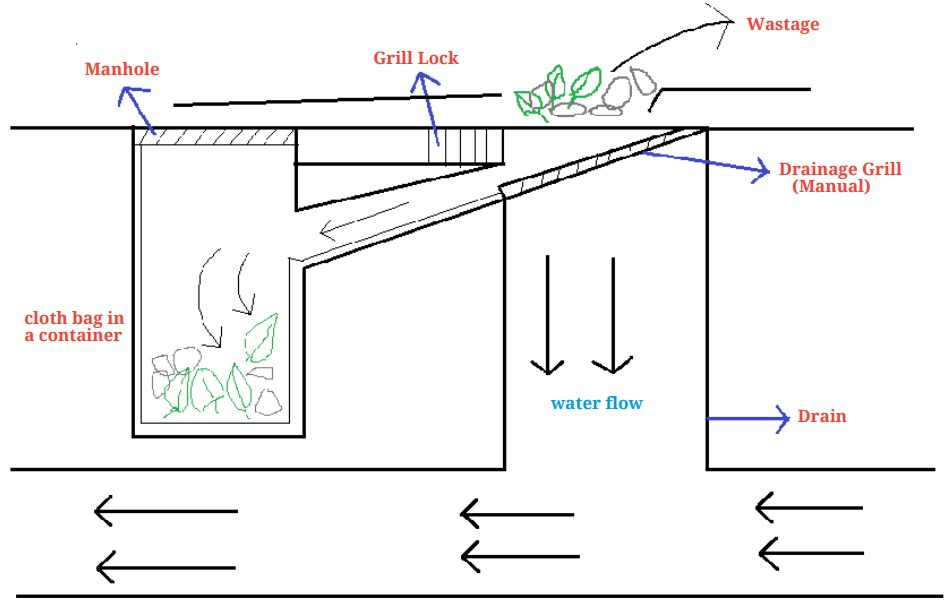 Wastage
Grill Lock
Manhole
Drainage Grill
(Manual)
cloth bag in
a container
water flow
Drain